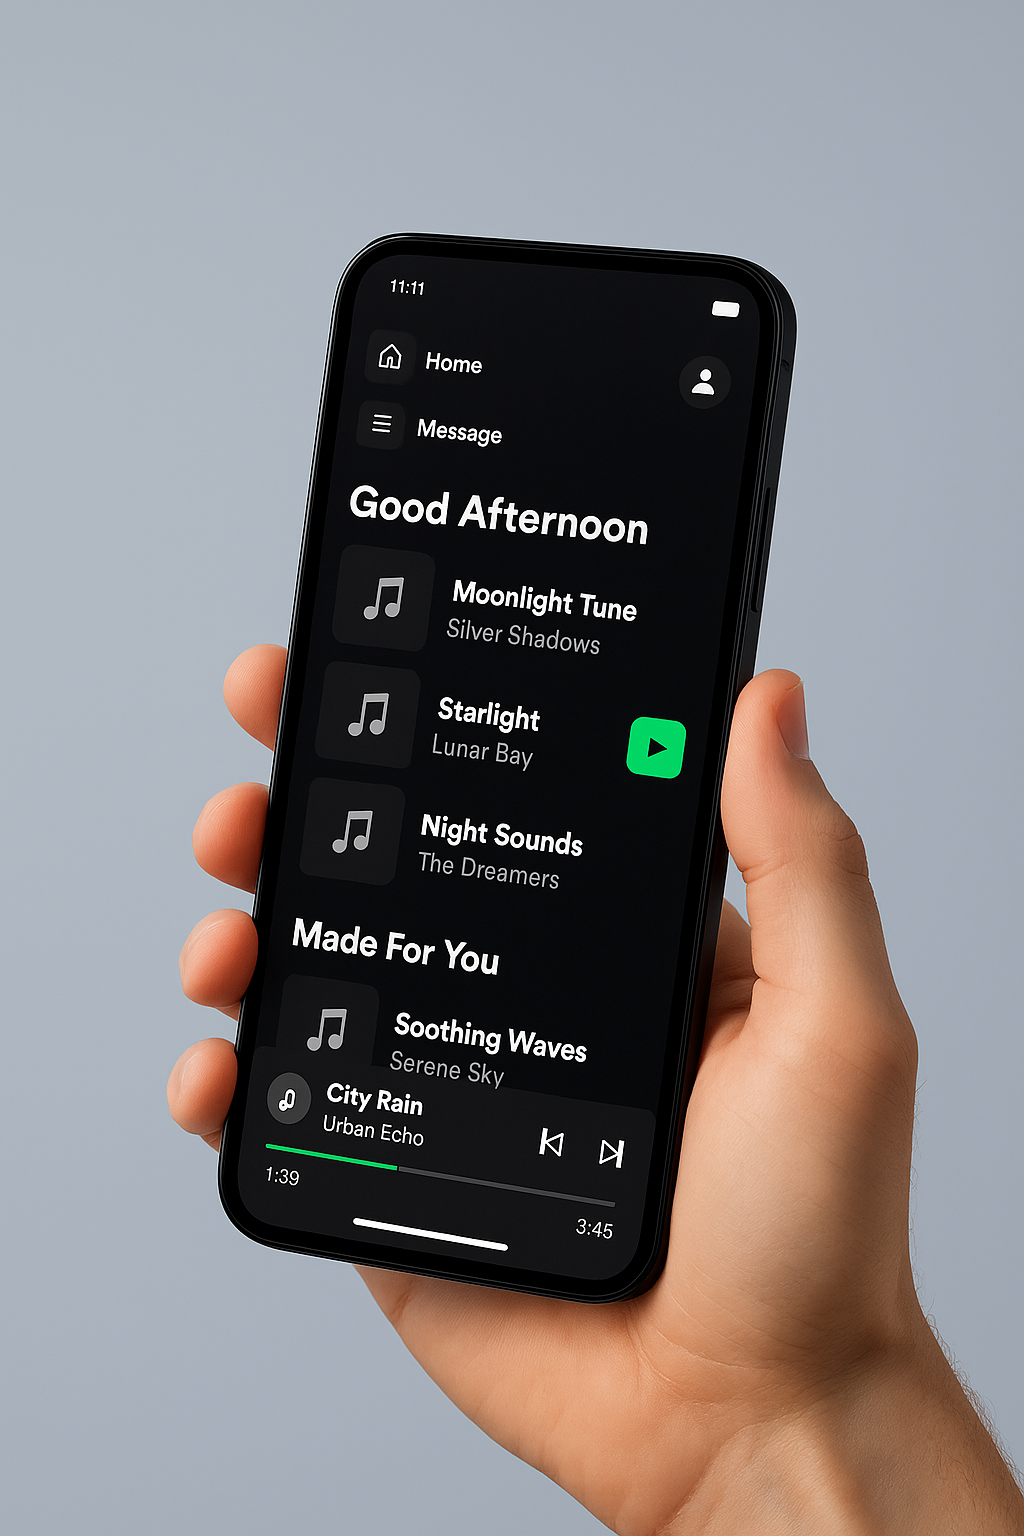 11:11
Home
Message
Good Afternoon
Moonlight Tune
Silver Shadows
Starlight
Lunar Bay
Night Sounds
The Dreamers
Made For You
Soothing Waves
Serene Sky
City Rain
Urban Echo
1:39
3:45